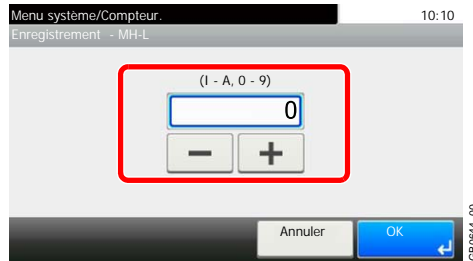 Menu système/Compteur. 10:10
Enregistrement - MH-L
(I - A, 0 - 9)
0
− +
Annuler OK